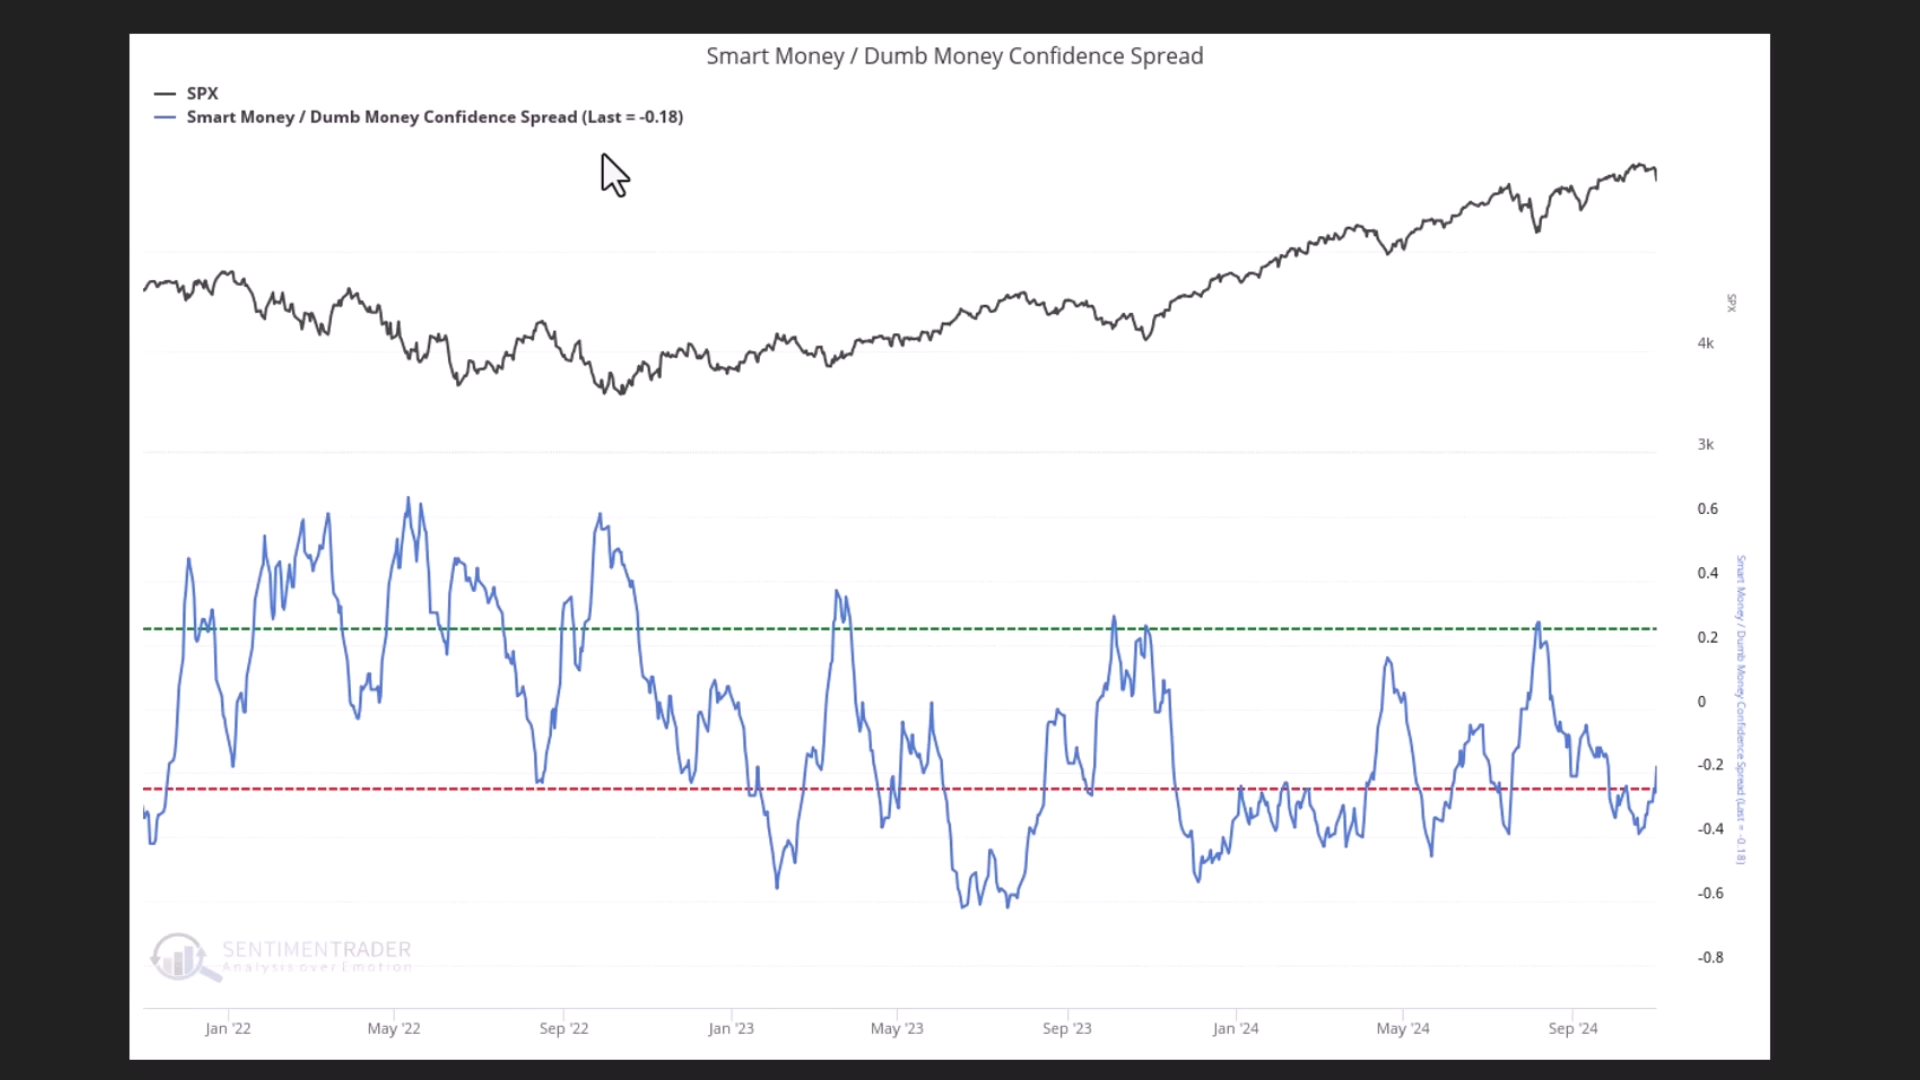 Smart Money / Dumb Money Confidence Spread
SPX
Smart Money / Dumb Money Confidence Spread (Last = -0.18)
SPX
4k
3k
0.6
0.4
0.2
0
-0.2
-0.4
-0.6
-0.8
Smart Money / Dumb Money Confidence Spread (Last = -0.18)
SENTIMENTRADER
Analysis over Emotion
Jan '22
May '22
Sep '22
Jan '23
May '23
Sep '23
Jan '24
May '24
Sep '24